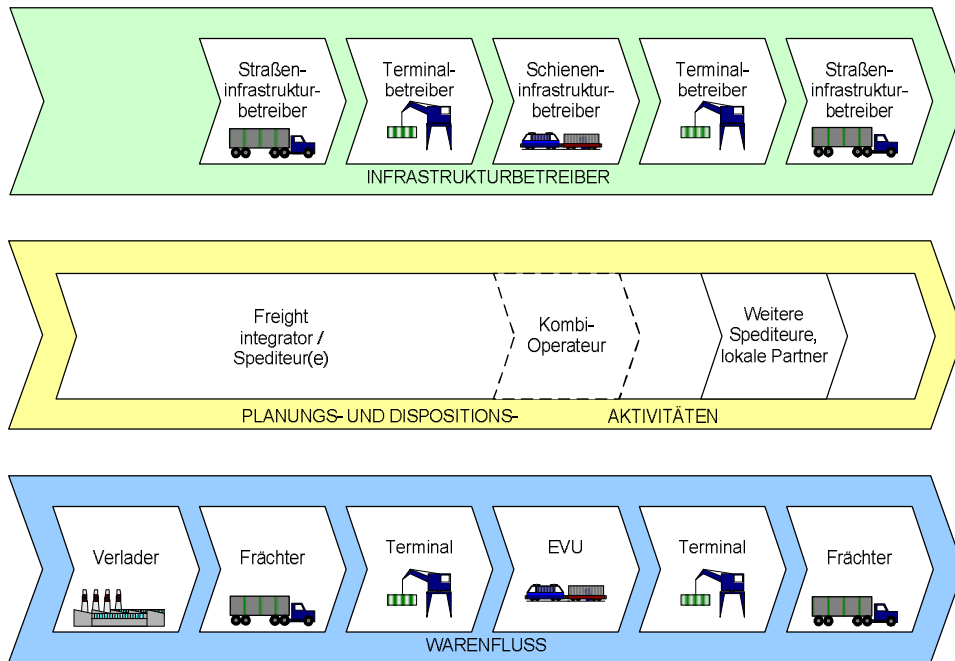 Straßen-
infrastruktur-
betreiber
Terminal-
betreiber
Schienen-
infrastruktur-
betreiber
Terminal-
betreiber
Straßen-
infrastruktur-
betreiber
INFRASTRUKTURBETREIBER
Freight
integrator /
Spediteur(e)
Kombi-
Operateur
Weitere
Spediteure,
lokale Partner
PLANUNGS- UND DISPOSITIONS- AKTIVITÄTEN
Verlader
Frächter
Terminal
EVU
Terminal
Frächter
WARENFLUSS